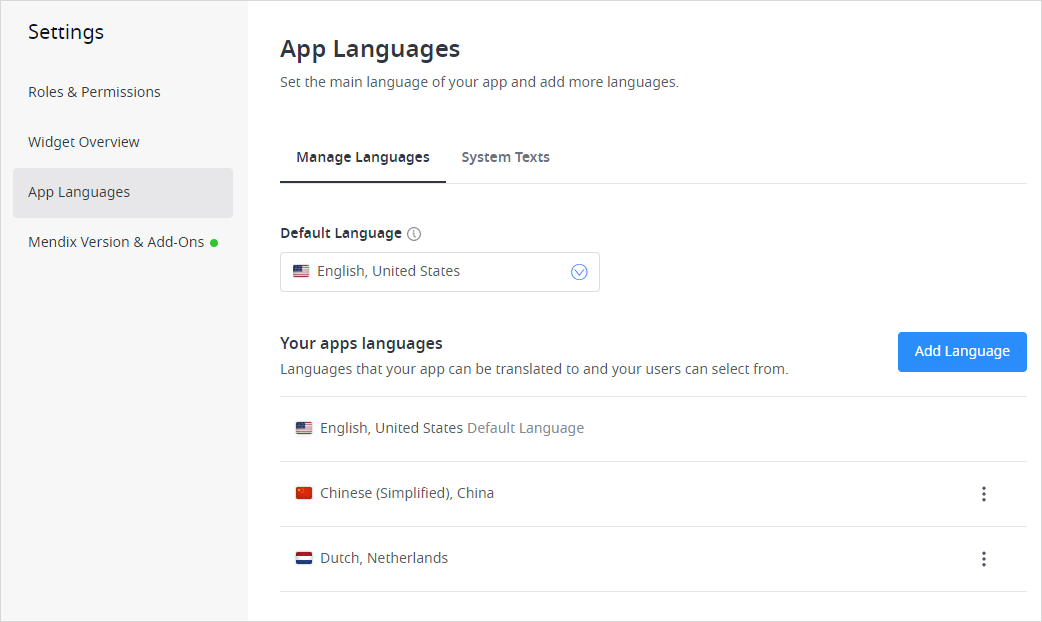 Settings
Roles & Permissions
Widget Overview
App Languages
Mendix Version & Add-Ons
App Languages
Set the main language of your app and add more languages.
Manage Languages
System Texts
Default Language
English, United States
Your apps languages
Languages that your app can be translated to and your users can select from.
Add Language
English, United States Default Language
Chinese (Simplified), China
Dutch, Netherlands